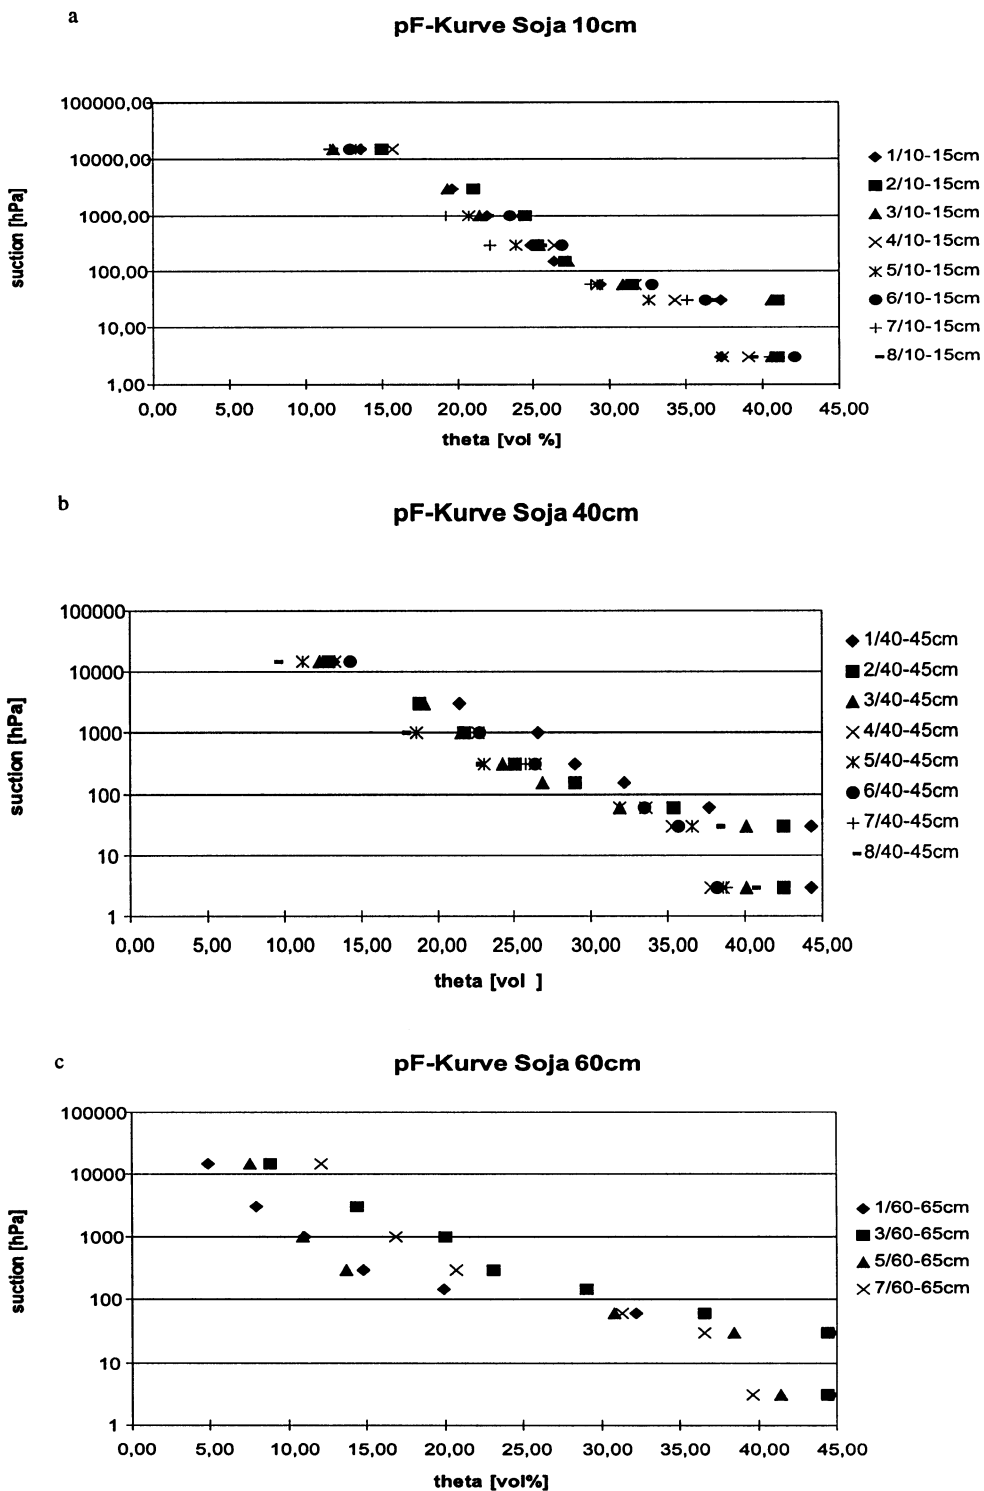 a
pF-Kurve Soja 10cm
suction [hPa]
100000,00
10000,00
1000,00
100,00
10,00
1,00
0,00 5,00 10,00 15,00 20,00 25,00 30,00 35,00 40,00 45,00
theta [vol %]
1/10-15cm
2/10-15cm
3/10-15cm
4/10-15cm
5/10-15cm
6/10-15cm
7/10-15cm
8/10-15cm
b
pF-Kurve Soja 40cm
suction [hPa]
100000
10000
1000
100
10
1
0,00 5,00 10,00 15,00 20,00 25,00 30,00 35,00 40,00 45,00
theta [vol ]
1/40-45cm
2/40-45cm
3/40-45cm
4/40-45cm
5/40-45cm
6/40-45cm
7/40-45cm
8/40-45cm
c
pF-Kurve Soja 60cm
suction [hPa]
100000
10000
1000
100
10
1
0,00 5,00 10,00 15,00 20,00 25,00 30,00 35,00 40,00 45,00
theta [vol%]
1/60-65cm
3/60-65cm
5/60-65cm
7/60-65cm